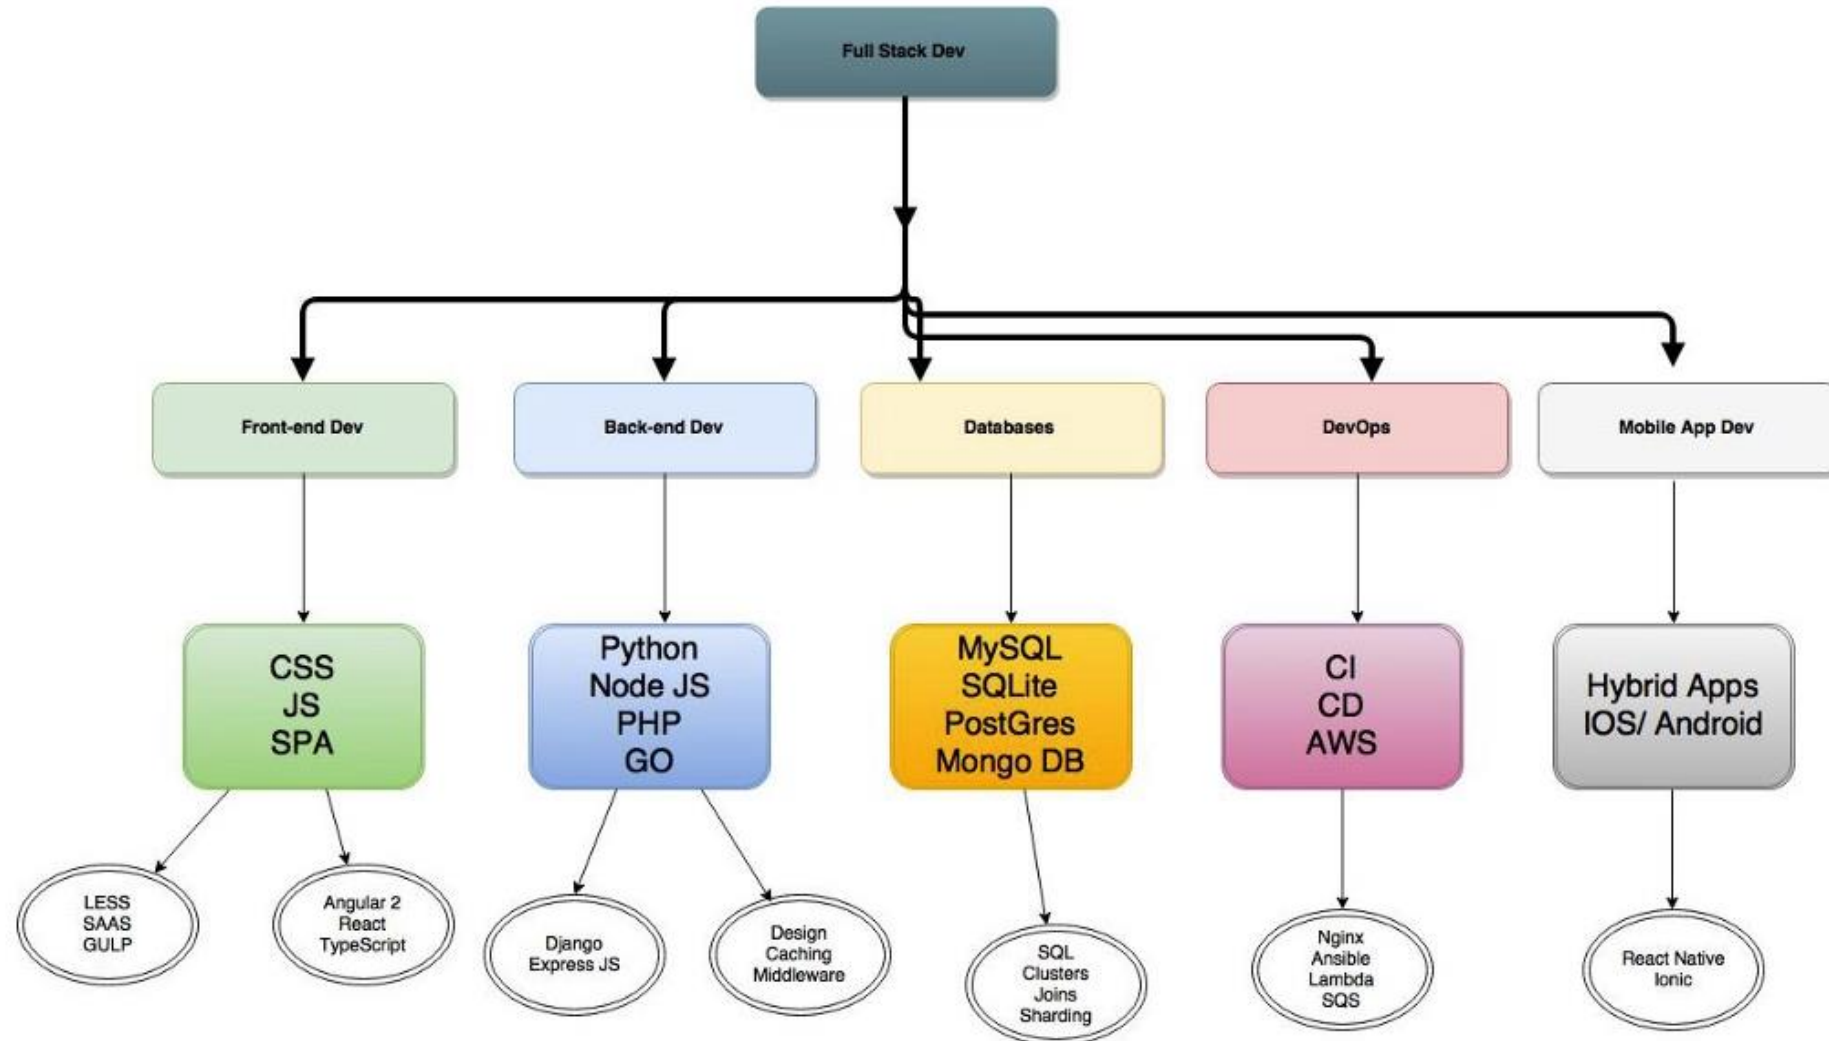 Full Stack Dev
Front-end Dev
Back-end Dev
Databases
DevOps
Mobile App Dev
CSS
JS
SPA
Python
Node JS
PHP
GO
MySQL
SQLite
PostGres
Mongo DB
CI
CD
AWS
Hybrid Apps
IOS/ Android
LESS
SAAS
GULP
Angular 2
React
TypeScript
Django
Express JS
Design
Caching
Middleware
SQL
Clusters
Joins
Sharding
Nginx
Ansible
Lambda
SQS
React Native
Ionic